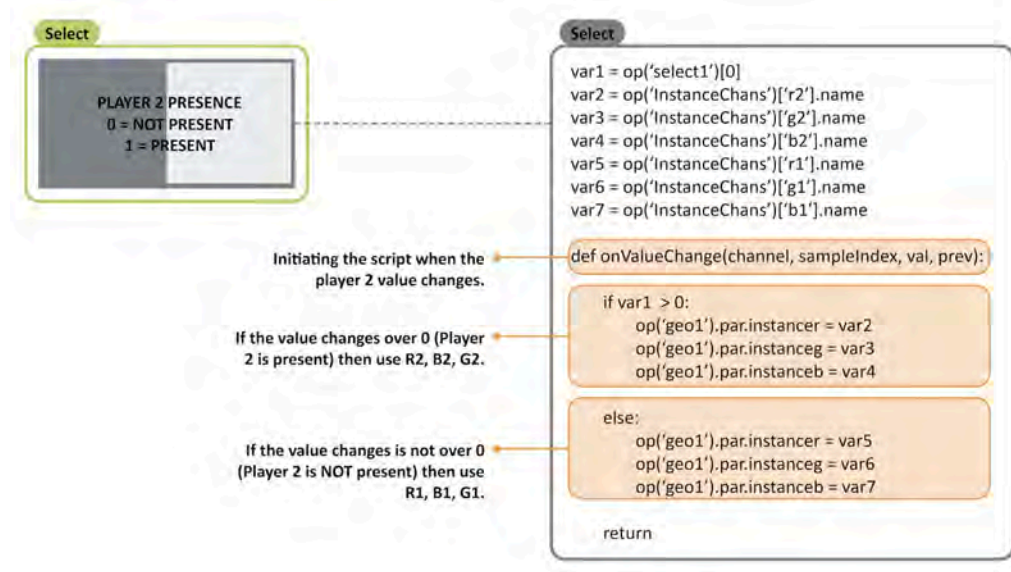 Select
PLAYER 2 PRESENCE
0 = NOT PRESENT
1 = PRESENT
Select
var1 = op(‘select1’)[0]
var2 = op(‘InstanceChans’)[‘r2’].name
var3 = op(‘InstanceChans’)[‘g2’].name
var4 = op(‘InstanceChans’)[‘b2’].name
var5 = op(‘InstanceChans’)[‘r1’].name
var6 = op(‘InstanceChans’)[‘g1’].name
var7 = op(‘InstanceChans’)[‘b1’].name
Initiating the script when the
player 2 value changes.
def onValueChange(channel, sampleIndex, val, prev):
If the value changes over 0 (Player
2 is present) then use R2, B2, G2.
if var1 > 0:
op(‘geo1’).par.instancer = var2
op(‘geo1’).par.instanceg = var3
op(‘geo1’).par.instanceb = var4
If the value changes is not over 0
(Player 2 is NOT present) then use
R1, B1, G1.
else:
op(‘geo1’).par.instancer = var5
op(‘geo1’).par.instanceg = var6
op(‘geo1’).par.instanceb = var7
return